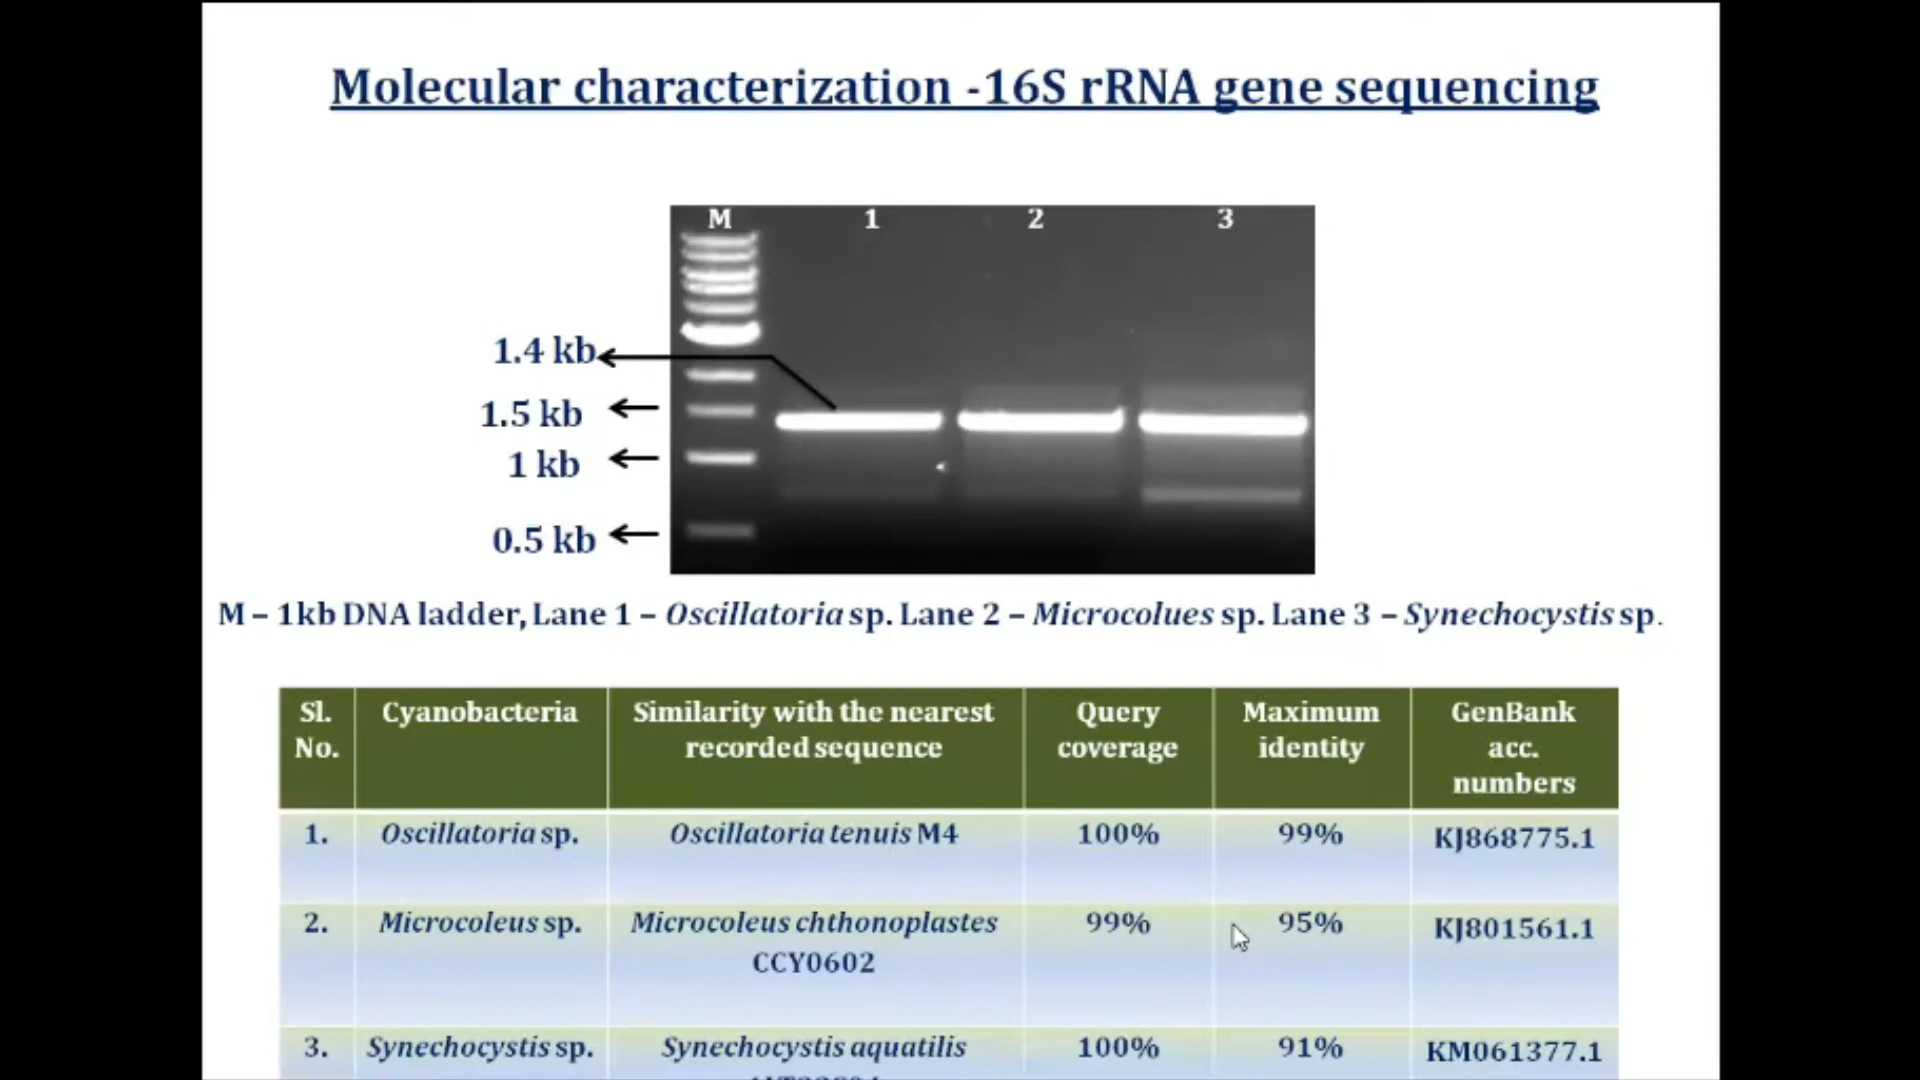 Molecular characterization -16S rRNA gene sequencing
M 1 2 3
1.4 kb
1.5 kb
1 kb
0.5 kb
M – 1kb DNA ladder, Lane 1 – Oscillatoria sp. Lane 2 – Microcolues sp. Lane 3 – Synechocystis sp.
Sl. No. Cyanobacteria Similarity with the nearest recorded sequence Query coverage Maximum identity GenBank acc. numbers
1. Oscillatoria sp. Oscillatoria tenuis M4 100% 99% KJ868775.1
2. Microcoleus sp. Microcoleus chthonoplastes CCY0602 99% 95% KJ801561.1
3. Synechocystis sp. Synechocystis aquatilis 100% 91% KM061377.1